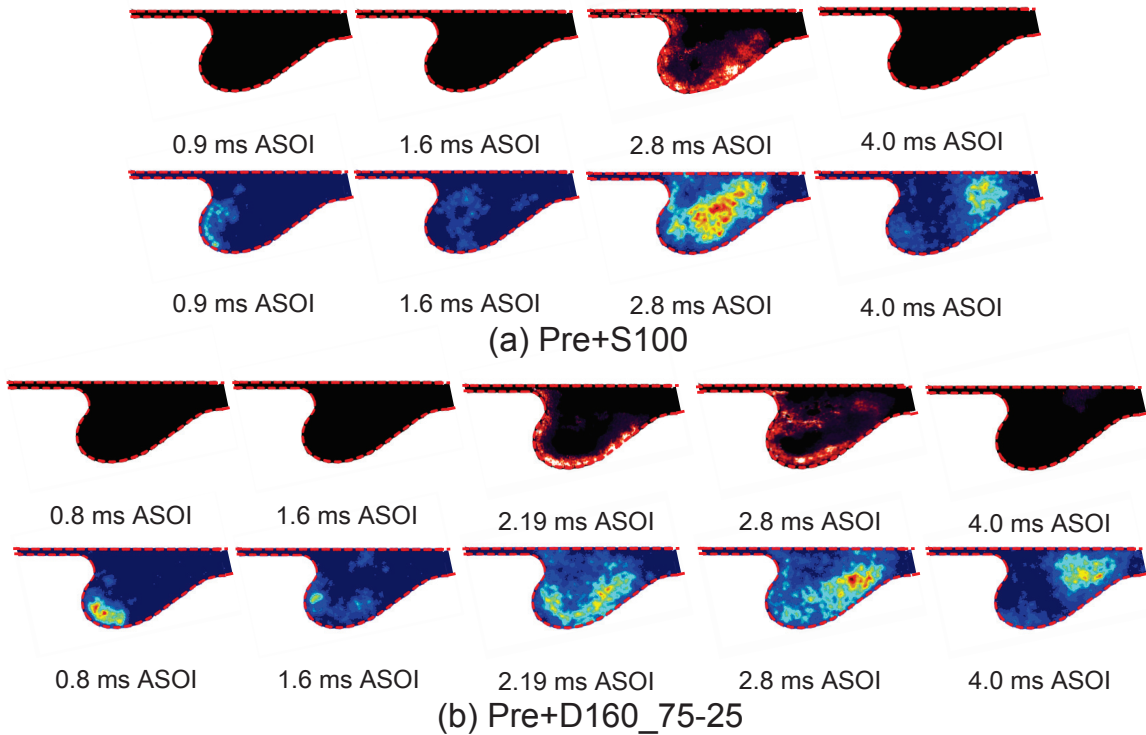 0.9 ms ASOI 1.6 ms ASOI 2.8 ms ASOI 4.0 ms ASOI
0.9 ms ASOI 1.6 ms ASOI 2.8 ms ASOI 4.0 ms ASOI
(a) Pre+S100
0.8 ms ASOI 1.6 ms ASOI 2.19 ms ASOI 2.8 ms ASOI 4.0 ms ASOI
0.8 ms ASOI 1.6 ms ASOI 2.19 ms ASOI 2.8 ms ASOI 4.0 ms ASOI
(b) Pre+D160_75-25